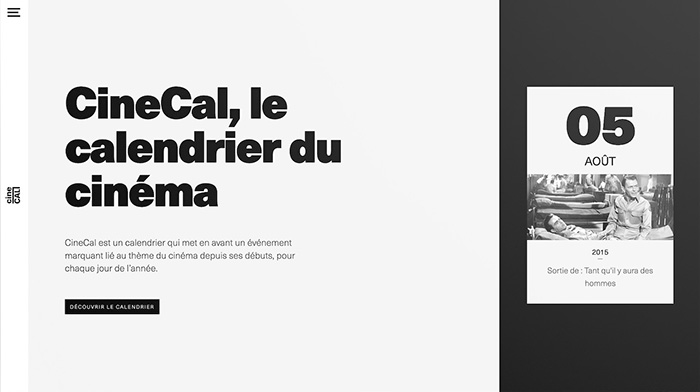 CineCal, le
calendrier du
cinéma
CineCal est un calendrier qui met en avant un événement
marquant lié au thème du cinéma depuis ses débuts, pour
chaque jour de l'année.
DÉCOUVRIR LE CALENDRIER
cine
CAL!
05
AOÛT
2015
Sortie de : Tant qu'il y aura des
hommes